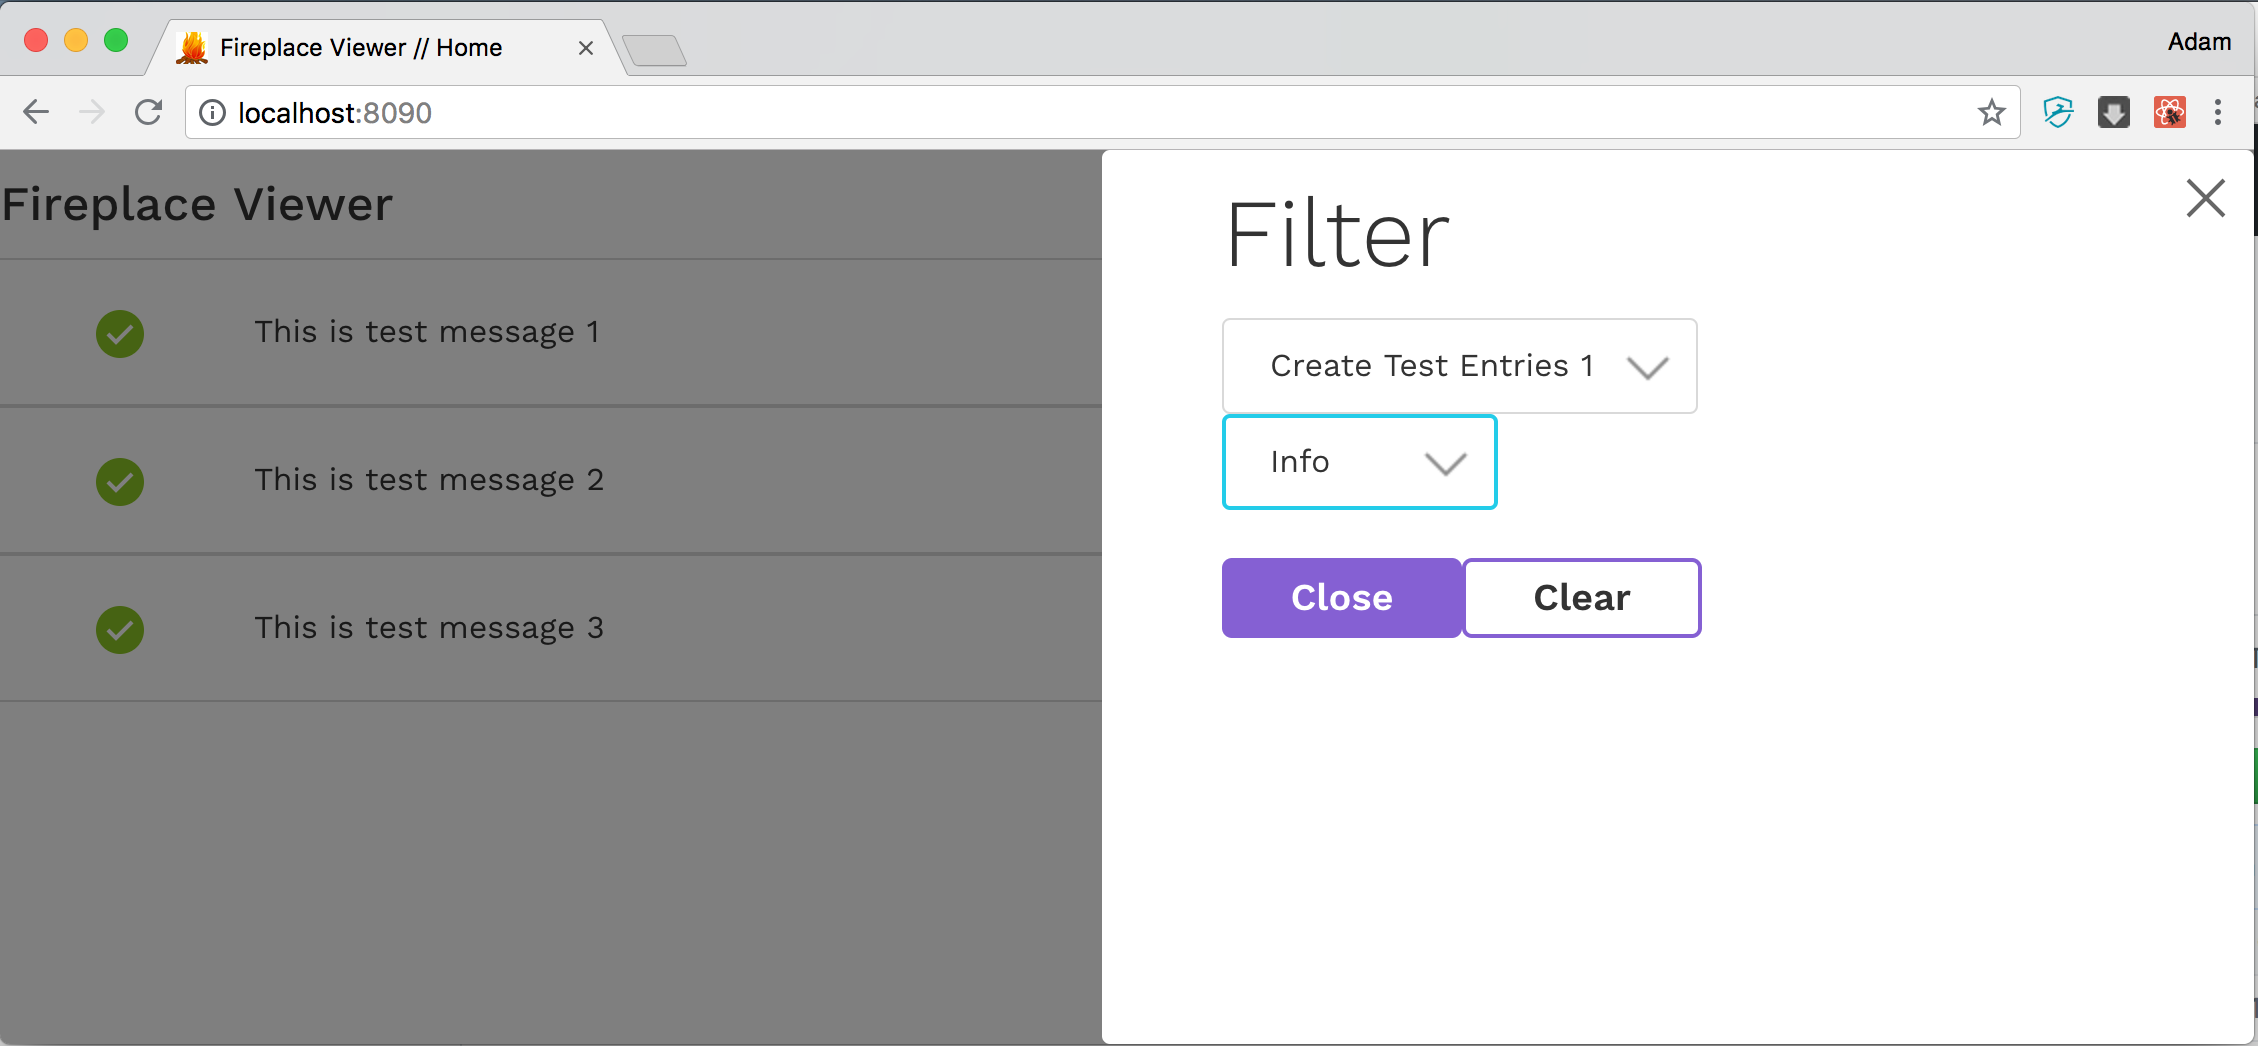 Fireplace Viewer // Home
Adam
localhost:8090
Fireplace Viewer
This is test message 1
This is test message 2
This is test message 3
Filter
Create Test Entries 1
Info
Close
Clear